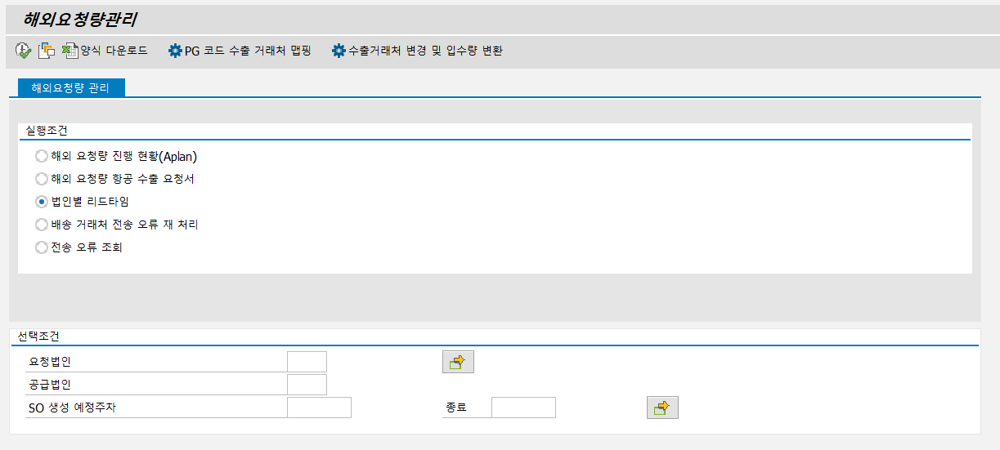 해외요청량관리
양식 다운로드 PG 코드 수출 거래처 맵핑 수출거래처 변경 및 입수량 변환
해외요청량 관리
실행조건
해외 요청량 진행 현황(Aplan)
해외 요청량 항공 수출 요청서
법인별 리드타임
배송 거래처 전송 오류 재 처리
전송 오류 조회
선택조건
요청법인
공급법인
SO 생성 예정주차 종료